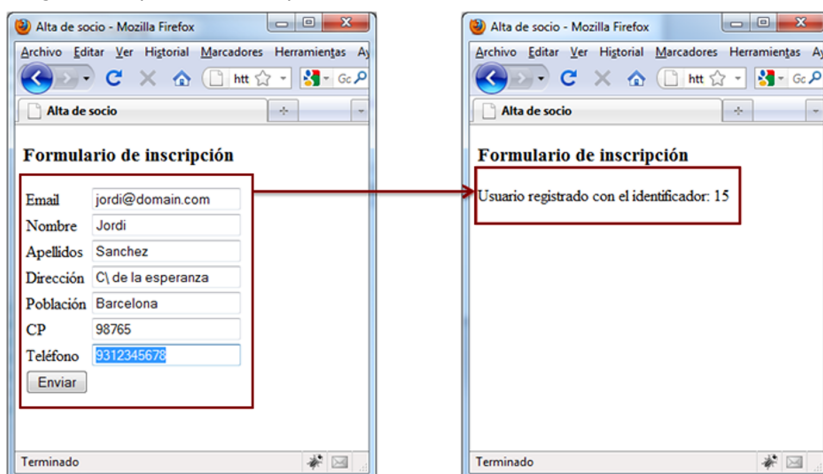 Alta de socio - Mozilla Firefox
Archivo Editar Ver Historial Marcadores Herramientas Ay
htt
Gc
Alta de socio
Formulario de inscripción
Email jordi@domain.com
Nombre Jordi
Apellidos Sanchez
Dirección C\ de la esperanza
Población Barcelona
CP 98765
Teléfono 9312345678
Enviar
Terminado
Alta de socio - Mozilla Firefox
Archivo Editar Ver Historial Marcadores Herramientas Ay
htt
Gc
Alta de socio
Formulario de inscripción
Usuario registrado con el identificador: 15
Terminado